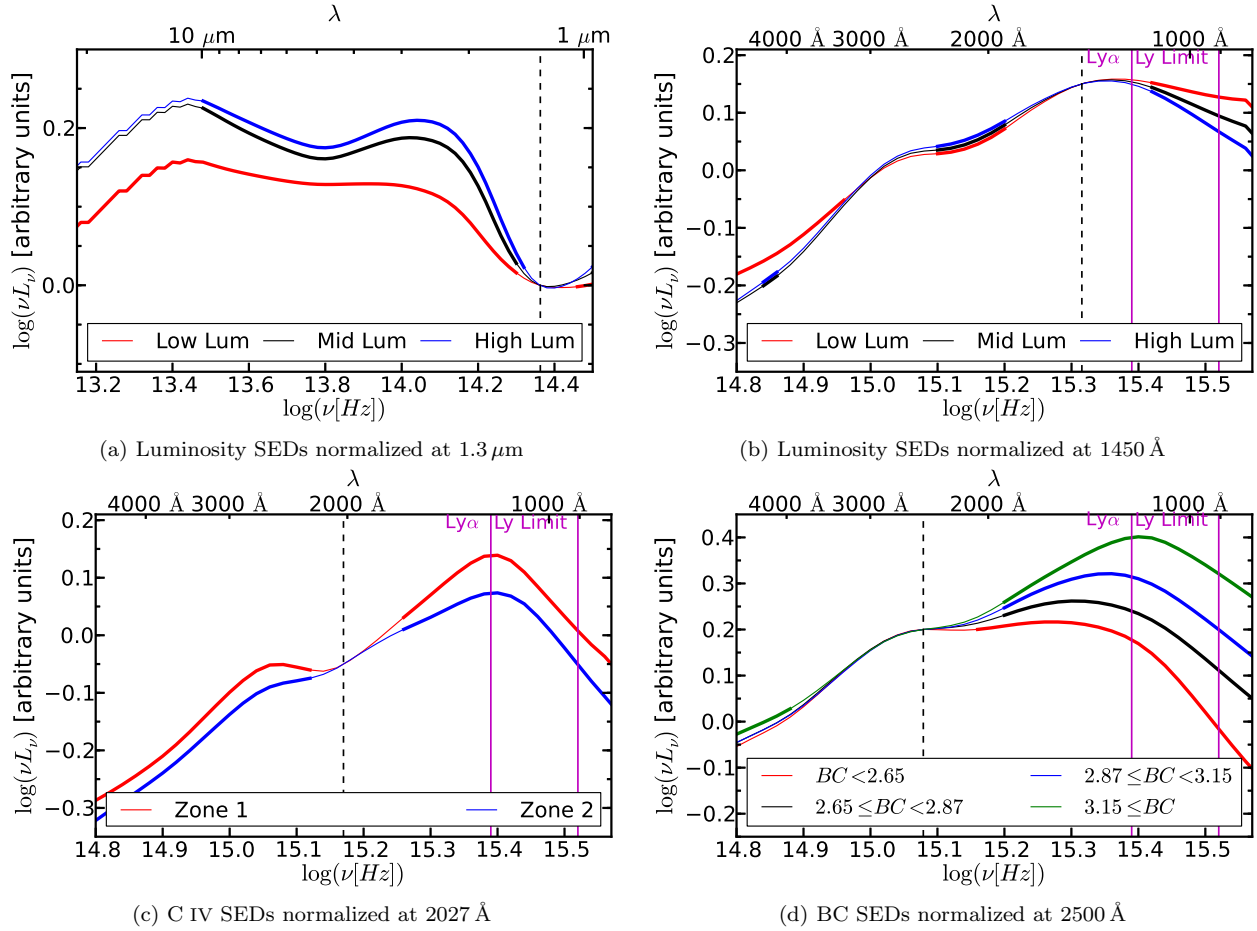 λ
10 μm 1 μm
log(νLν) [arbitrary units]
0.2
0.0
Low Lum Mid Lum High Lum
13.2 13.4 13.6 13.8 14.0 14.2 14.4
log(ν[Hz])
(a) Luminosity SEDs normalized at 1.3 μm
λ
4000 Å 3000 Å 2000 Å 1000 Å
Lyα Ly Limit
log(νLν) [arbitrary units]
0.2
0.1
0.0
−0.1
−0.2
−0.3
Low Lum Mid Lum High Lum
14.8 14.9 15.0 15.1 15.2 15.3 15.4 15.5
log(ν[Hz])
(b) Luminosity SEDs normalized at 1450 Å
λ
4000 Å 3000 Å 2000 Å 1000 Å
Lyα Ly Limit
log(νLν) [arbitrary units]
0.2
0.1
0.0
−0.1
−0.2
−0.3
Zone 1 Zone 2
14.8 14.9 15.0 15.1 15.2 15.3 15.4 15.5
log(ν[Hz])
(c) C IV SEDs normalized at 2027 Å
λ
4000 Å 3000 Å 2000 Å 1000 Å
Lyα Ly Limit
log(νLν) [arbitrary units]
0.4
0.3
0.2
0.1
0.0
−0.1
−0.2
BC<2.65 2.87≤BC<3.15
2.65≤BC<2.87 3.15≤BC
14.8 14.9 15.0 15.1 15.2 15.3 15.4 15.5
log(ν[Hz])
(d) BC SEDs normalized at 2500 Å